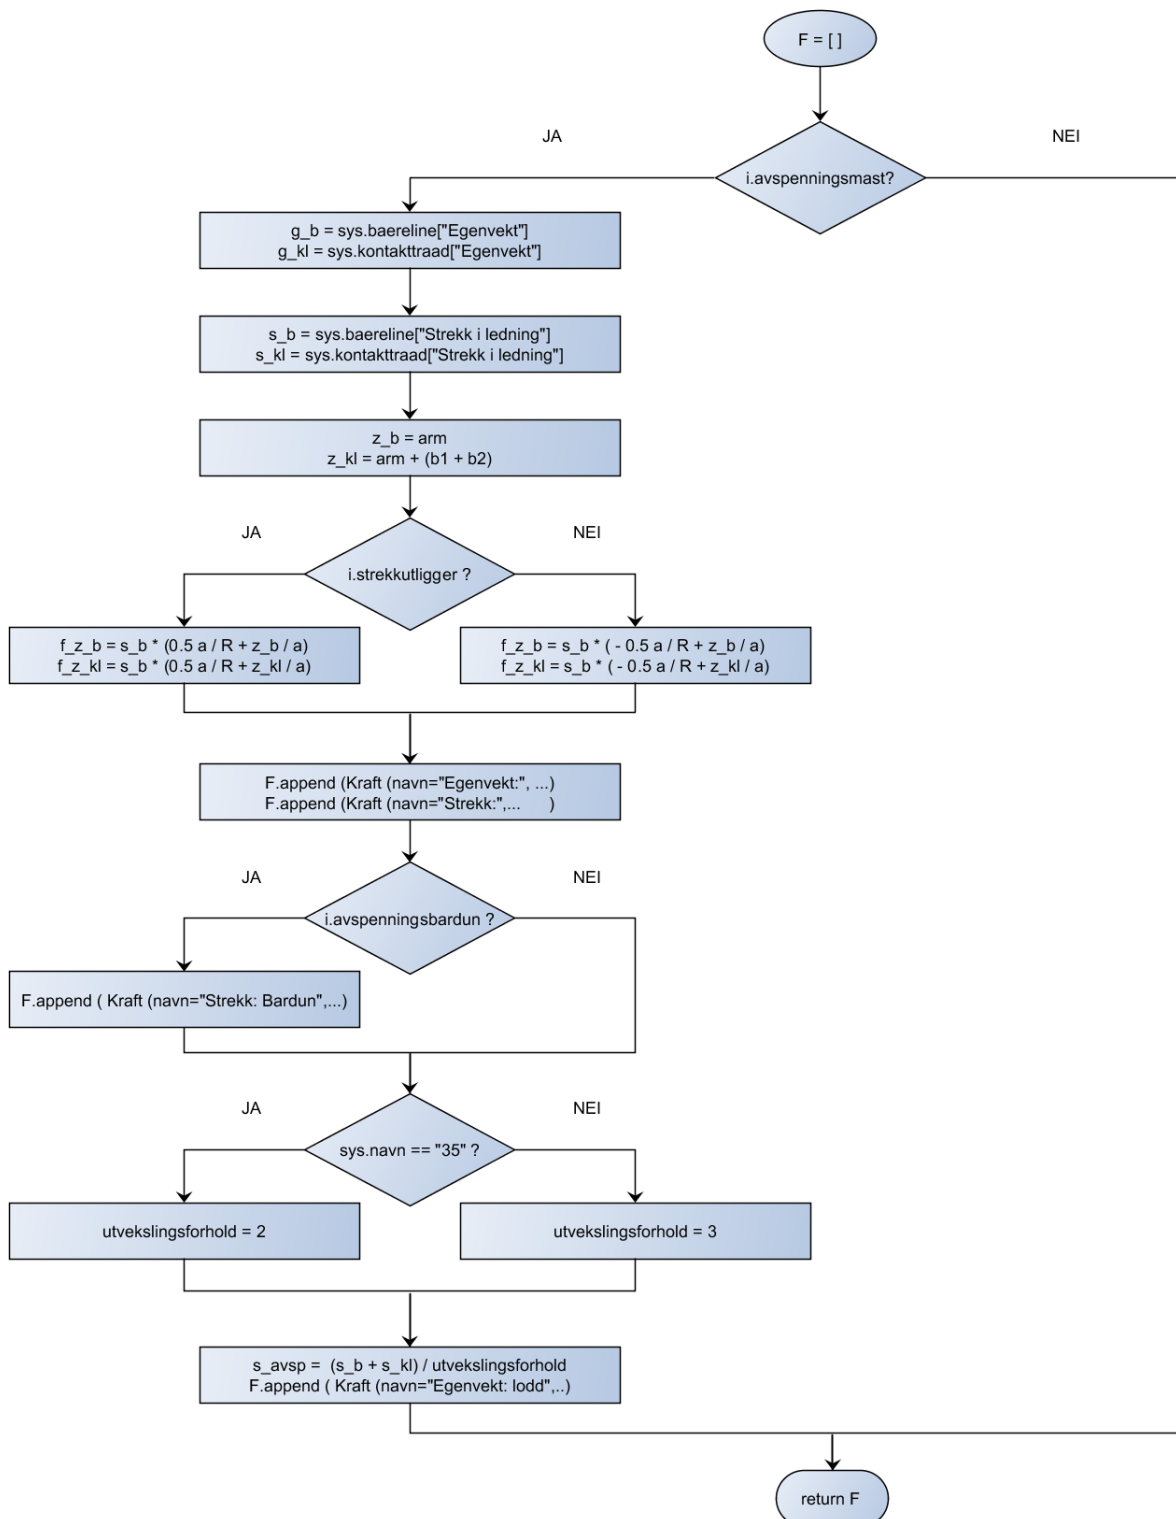 F = [ ]
JA
NEI
i.avspenningsmast?
g_b = sys.baereline["Egenvekt"]
g_kl = sys.kontakttraad["Egenvekt"]
s_b = sys.baereline["Strekk i ledning"]
s_kl = sys.kontakttraad["Strekk i ledning"]
z_b = arm
z_kl = arm + (b1 + b2)
JA
NEI
i.strekkutligger ?
f_z_b = s_b * (0.5 a / R + z_b / a)
f_z_kl = s_b * (0.5 a / R + z_kl / a)
f_z_b = s_b * ( - 0.5 a / R + z_b / a)
f_z_kl = s_b * ( - 0.5 a / R + z_kl / a)
F.append (Kraft (navn="Egenvekt:", ...)
F.append (Kraft (navn="Strekk:",... )
JA
NEI
i.avspenningsbardun ?
F.append ( Kraft (navn="Strekk: Bardun",...)
JA
NEI
sys.navn == "35" ?
utvekslingsforhold = 2
utvekslingsforhold = 3
s_avsp = (s_b + s_kl) / utvekslingsforhold
F.append ( Kraft (navn="Egenvekt: lodd",..)
return F